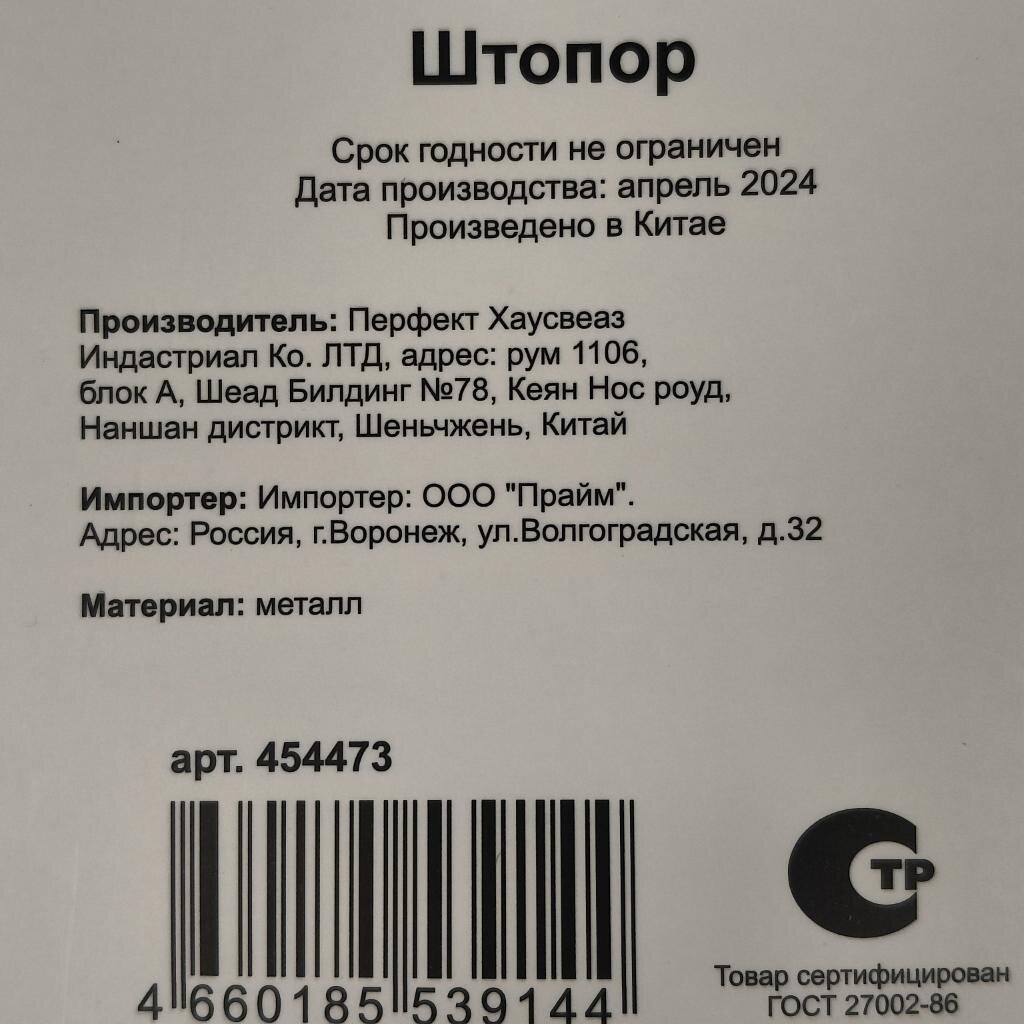 Штопор
Срок годности не ограничен
Дата производства: апрель 2024
Произведено в Китае
Производитель: Перфект Хаусвеаз
Индастриал Ко. ЛТД, адрес: рум 1106,
блок А, Шеад Билдинг №78, Кеян Нос роуд,
Наншан дистрикт, Шеньчжень, Китай
Импортер: Импортер: ООО "Прайм".
Адрес: Россия, г.Воронеж, ул.Волгоградская, д.32
Материал: металл
арт. 454473
4 660185 539144
СТР
Товар сертифицирован
ГОСТ 27002-86